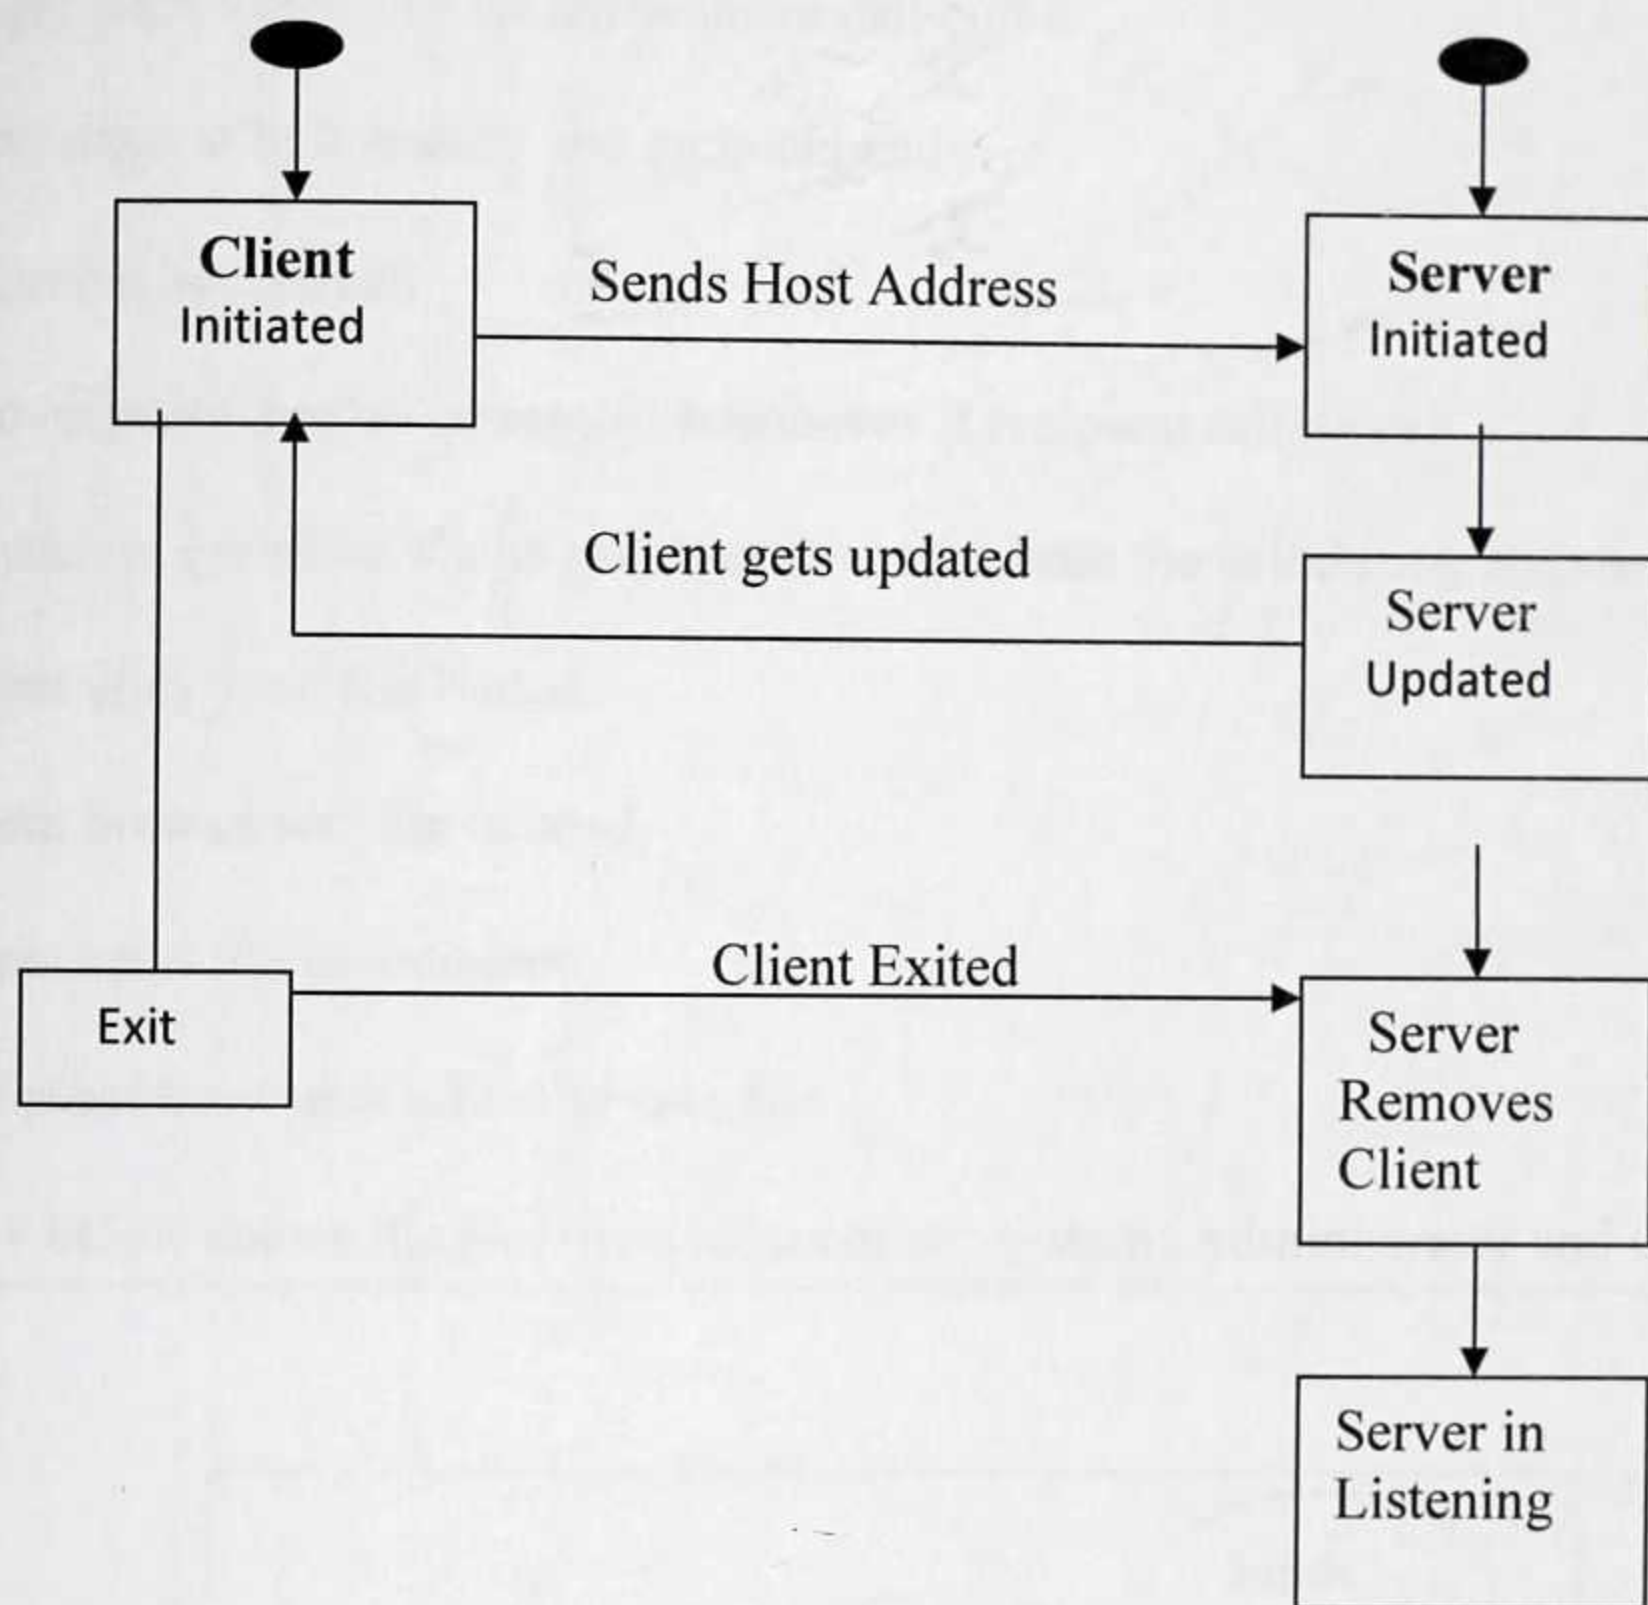 Client
Initiated
Sends Host Address
Server
Initiated
Client gets updated
Server
Updated
Client Exited
Exit
Server
Removes
Client
Server in
Listening